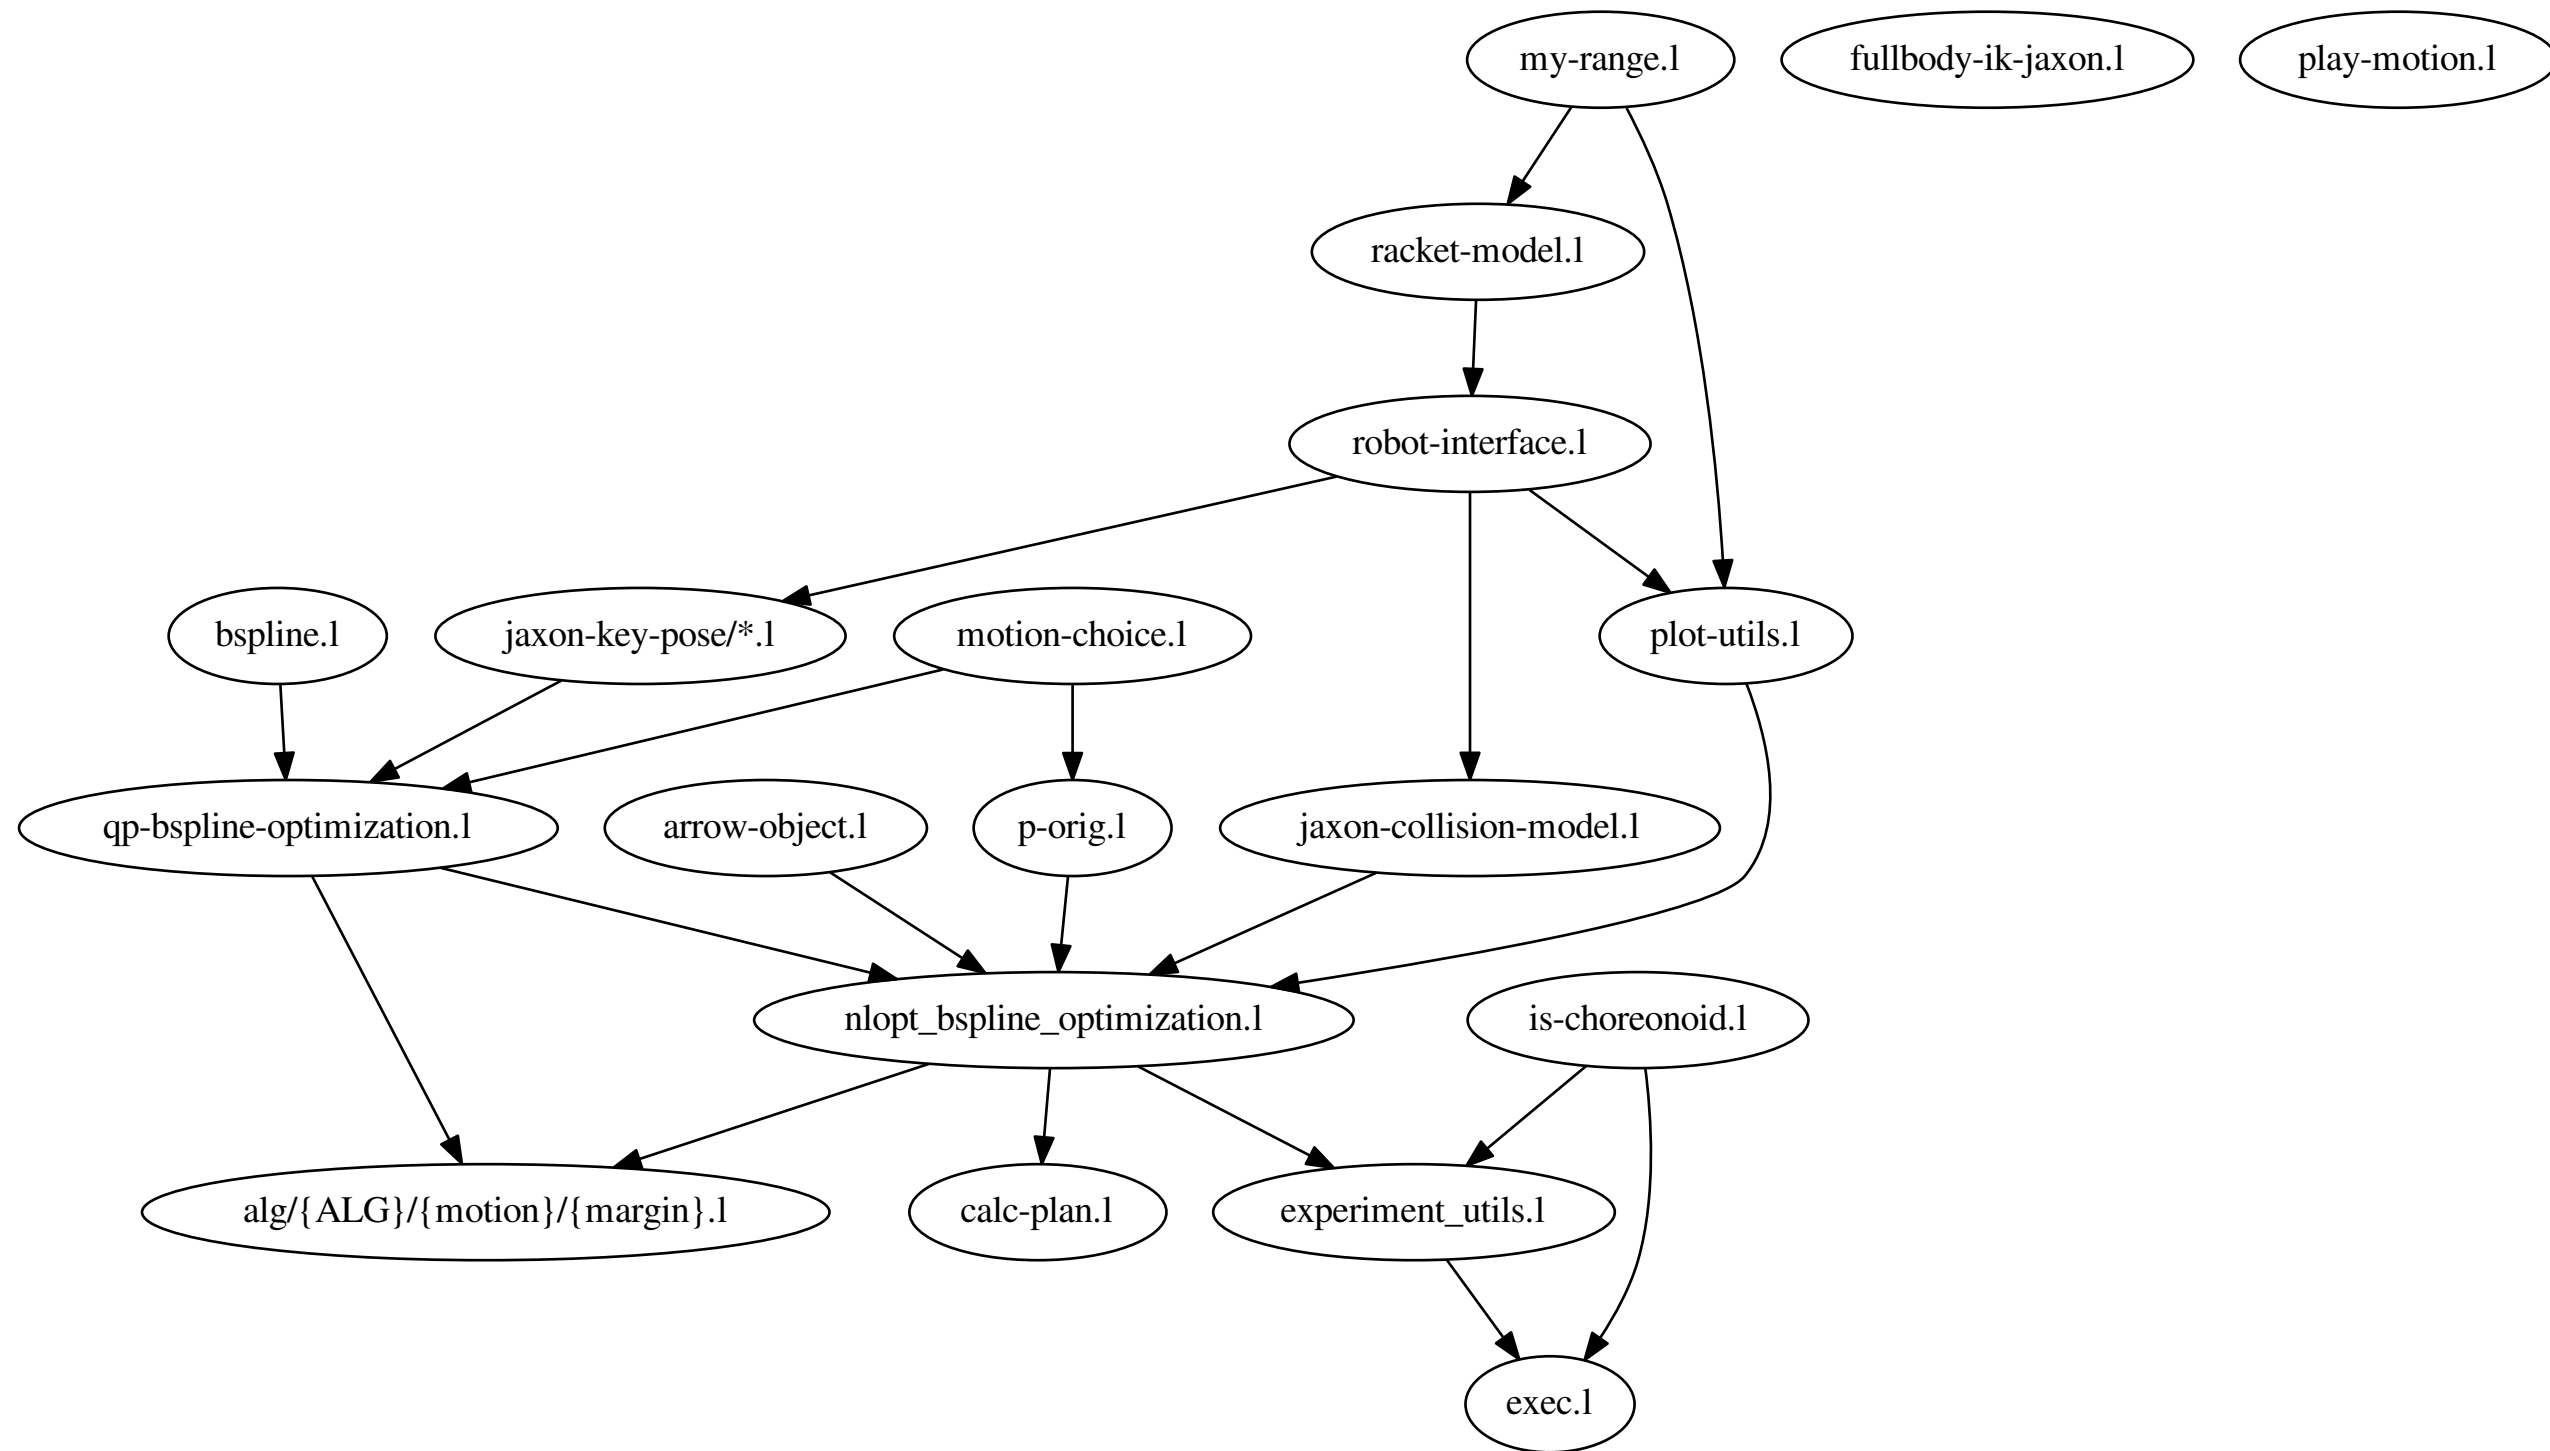 my-range.l
fullbody-ik-jaxon.l
play-motion.l
racket-model.l
robot-interface.l
bspline.l
jaxon-key-pose/*.l
motion-choice.l
plot-utils.l
qp-bspline-optimization.l
arrow-object.l
p-orig.l
jaxon-collision-model.l
nlopt_bspline_optimization.l
is-choreonoid.l
alg/{ALG}/{motion}/{margin}.l
calc-plan.l
experiment_utils.l
exec.l